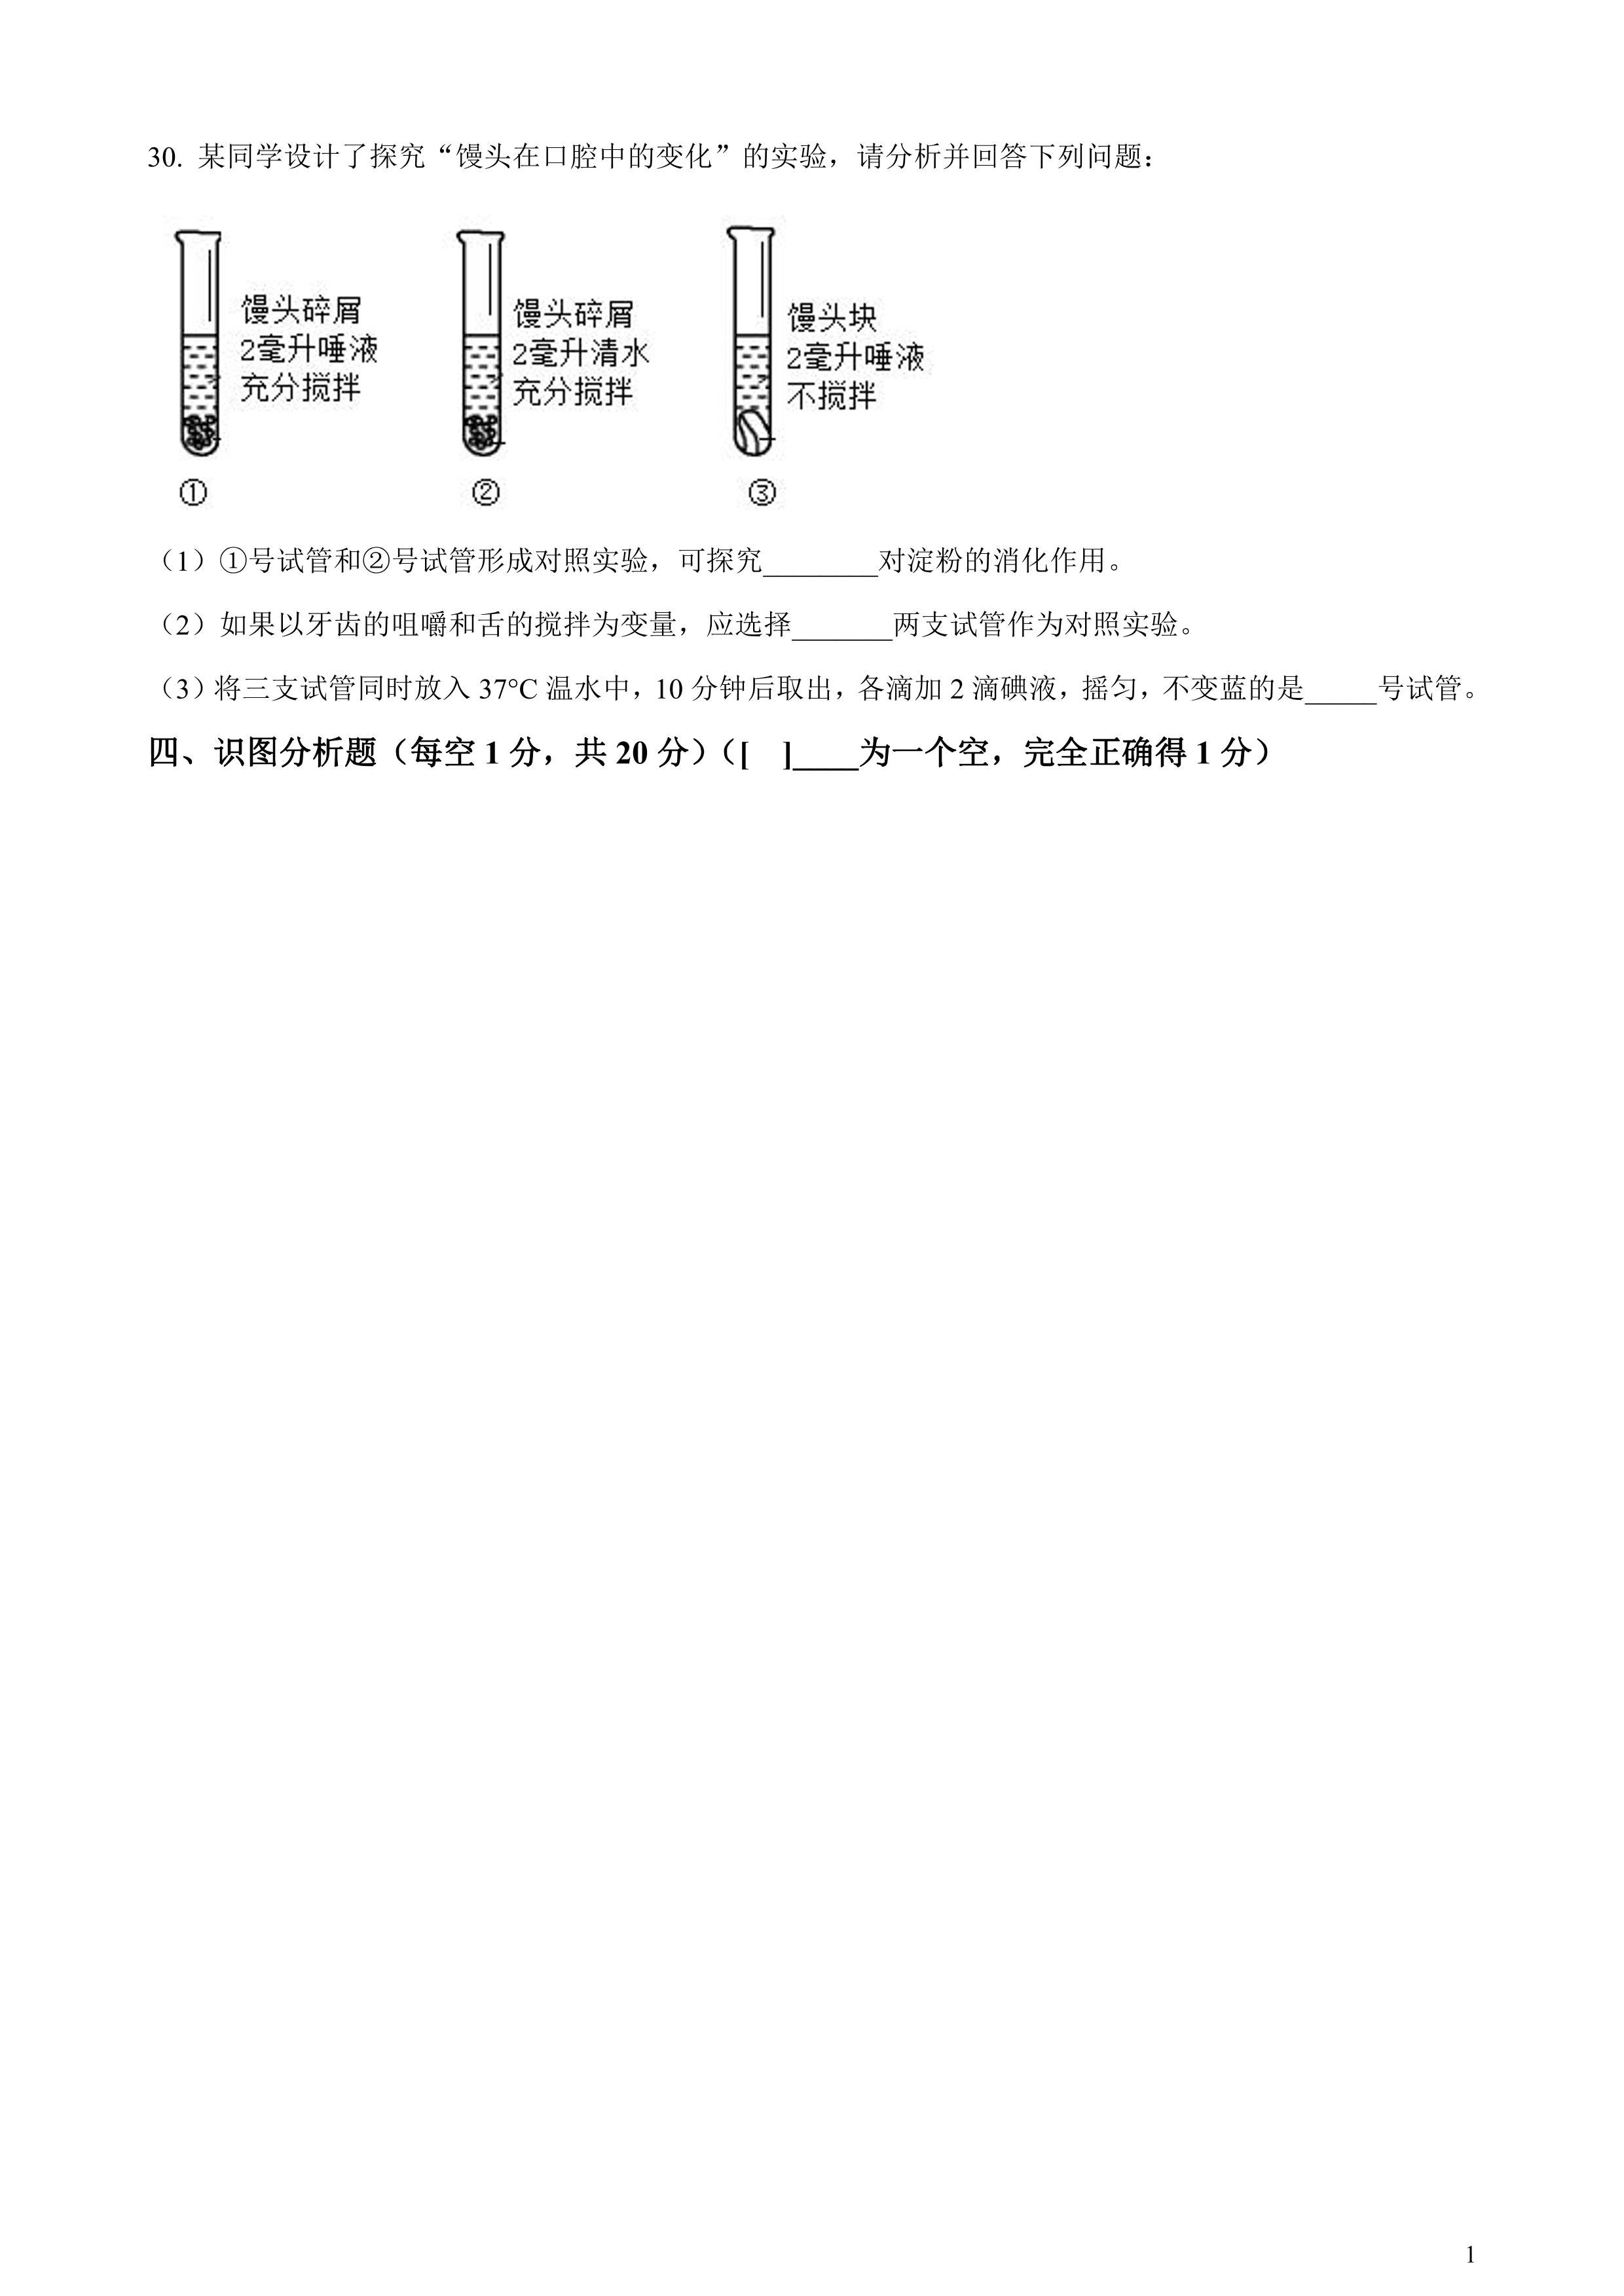 30. 某同学设计了探究“馒头在口腔中的变化”的实验，请分析并回答下列问题：
馒头碎屑
2毫升唾液
充分搅拌
①
馒头碎屑
2毫升清水
充分搅拌
②
馒头块
2毫升唾液
不搅拌
③
（1）①号试管和②号试管形成对照实验，可探究________对淀粉的消化作用。
（2）如果以牙齿的咀嚼和舌的搅拌为变量，应选择_______两支试管作为对照实验。
（3）将三支试管同时放入 37°C 温水中，10 分钟后取出，各滴加 2 滴碘液，摇匀，不变蓝的是_____号试管。
四、识图分析题（每空 1 分，共 20 分）（[　]____为一个空，完全正确得 1 分）
1